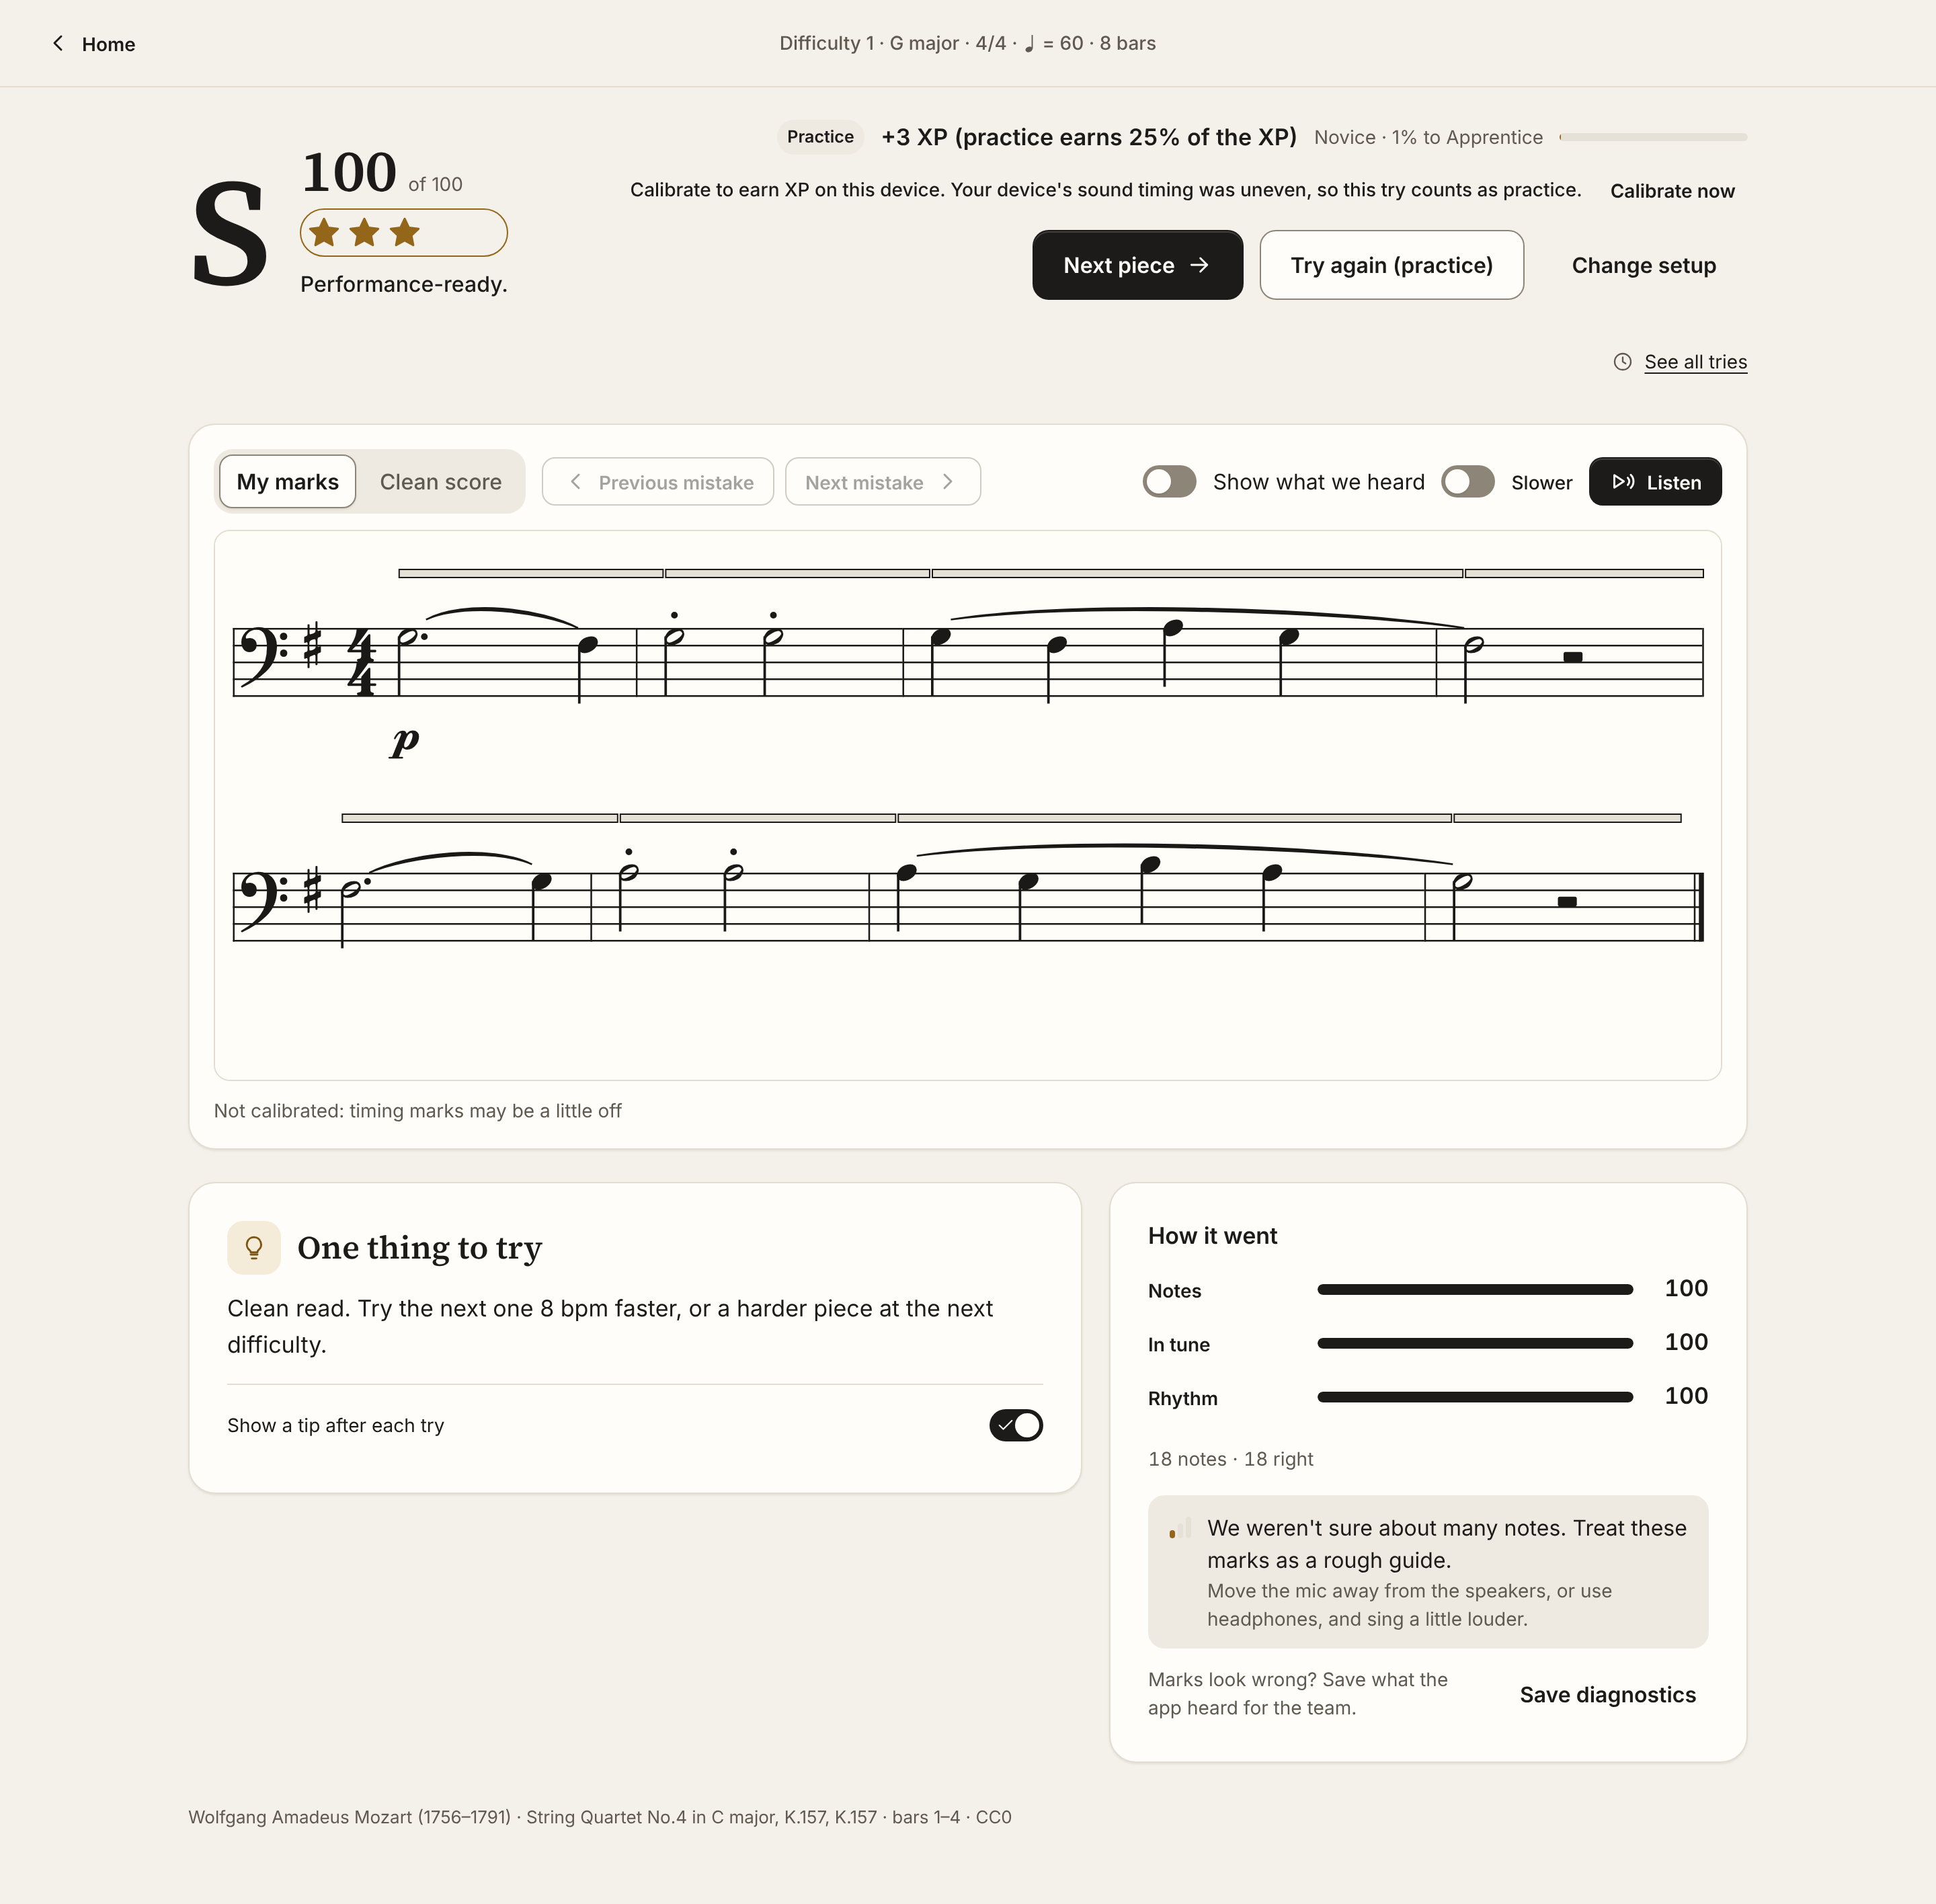 Home
Difficulty 1 · G major · 4/4 · ♩ = 60 · 8 bars
Practice +3 XP (practice earns 25% of the XP) Novice · 1% to Apprentice
S
100 of 100
Calibrate to earn XP on this device. Your device's sound timing was uneven, so this try counts as practice. Calibrate now
Performance-ready.
Next piece Try again (practice) Change setup
See all tries
My marks Clean score Previous mistake Next mistake Show what we heard Slower Listen
4
4
p
Not calibrated: timing marks may be a little off
One thing to try
Clean read. Try the next one 8 bpm faster, or a harder piece at the next
difficulty.
Show a tip after each try
How it went
Notes 100
In tune 100
Rhythm 100
18 notes · 18 right
We weren't sure about many notes. Treat these
marks as a rough guide.
Move the mic away from the speakers, or use
headphones, and sing a little louder.
Marks look wrong? Save what the
app heard for the team.
Save diagnostics
Wolfgang Amadeus Mozart (1756–1791) · String Quartet No.4 in C major, K.157, K.157 · bars 1–4 · CC0